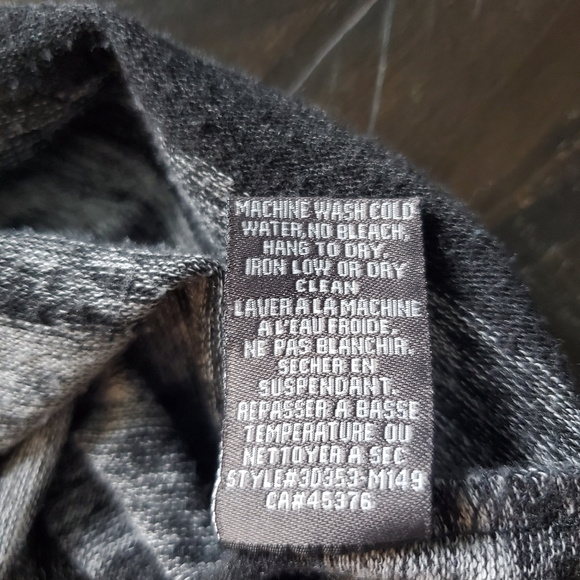 MACHINE WASH COLD
WATER, NO BLEACH,
HANG TO DRY.
IRON LOW OR DRY
CLEAN
LAVER A LA MACHINE
A L'EAU FROIDE.
NE PAS BLANCHIR.
SECHER EN
SUSPENDANT.
REPASSER A BASSE
TEMPERATURE OU
NETTOYER A SEC
STYLE#3D353-M149
CA#45376